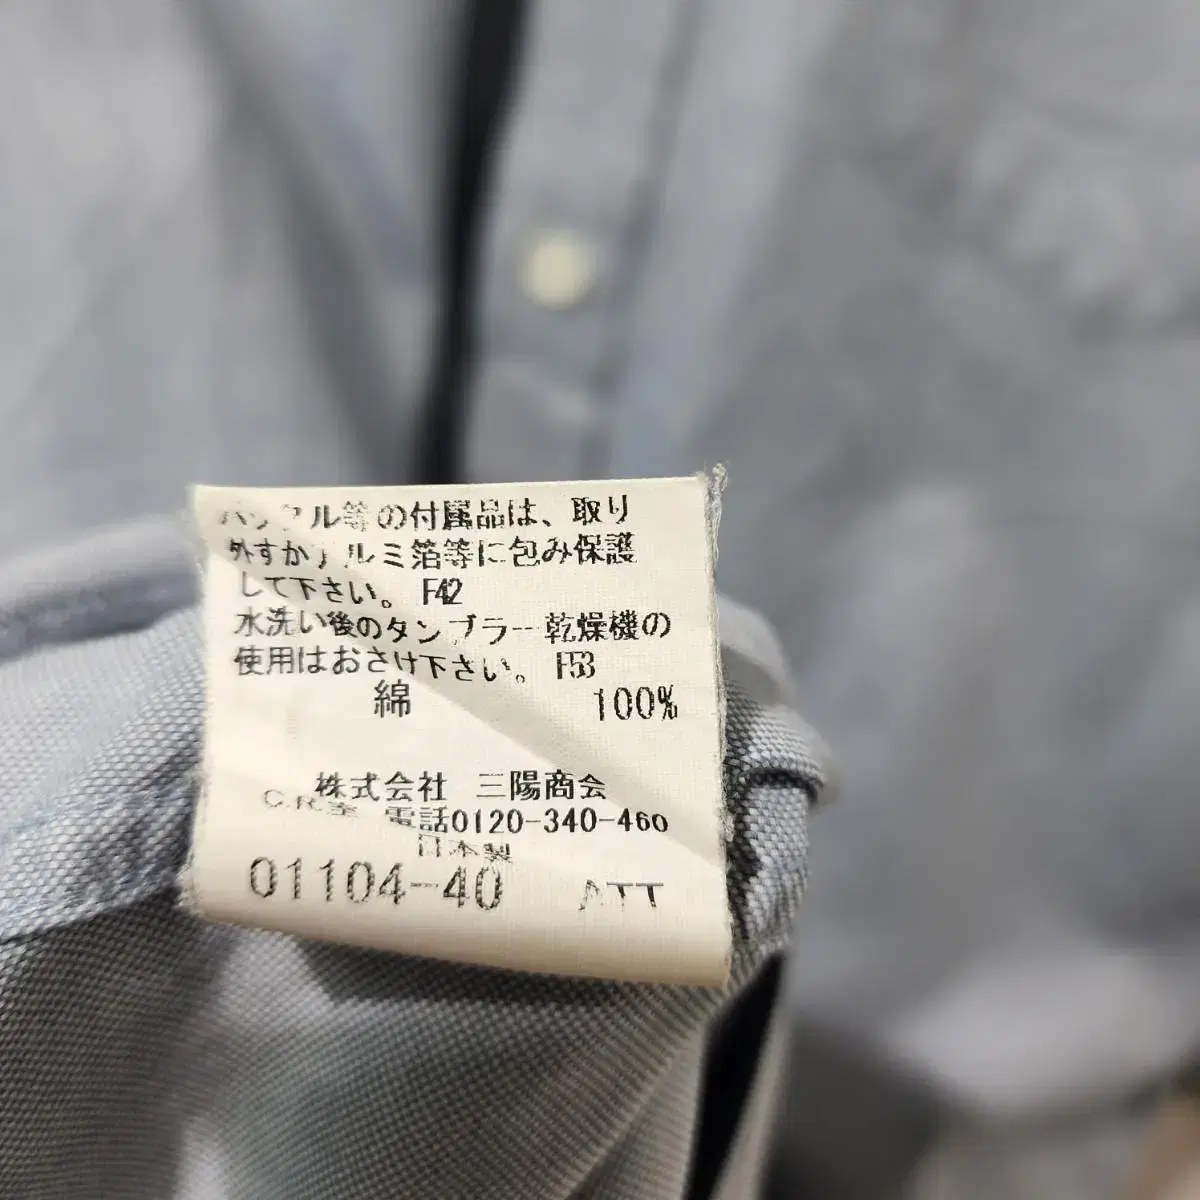 バックル等の付属品は、取り
外すかアルミ箔等に包み保護
して下さい。 F42
水洗い後のタンブラー乾燥機の
使用はおさけ下さい。 F53
綿 100%
株式会社 三陽商会
C.R.室 電話0120-340-460
日本製
01104-40 ATT